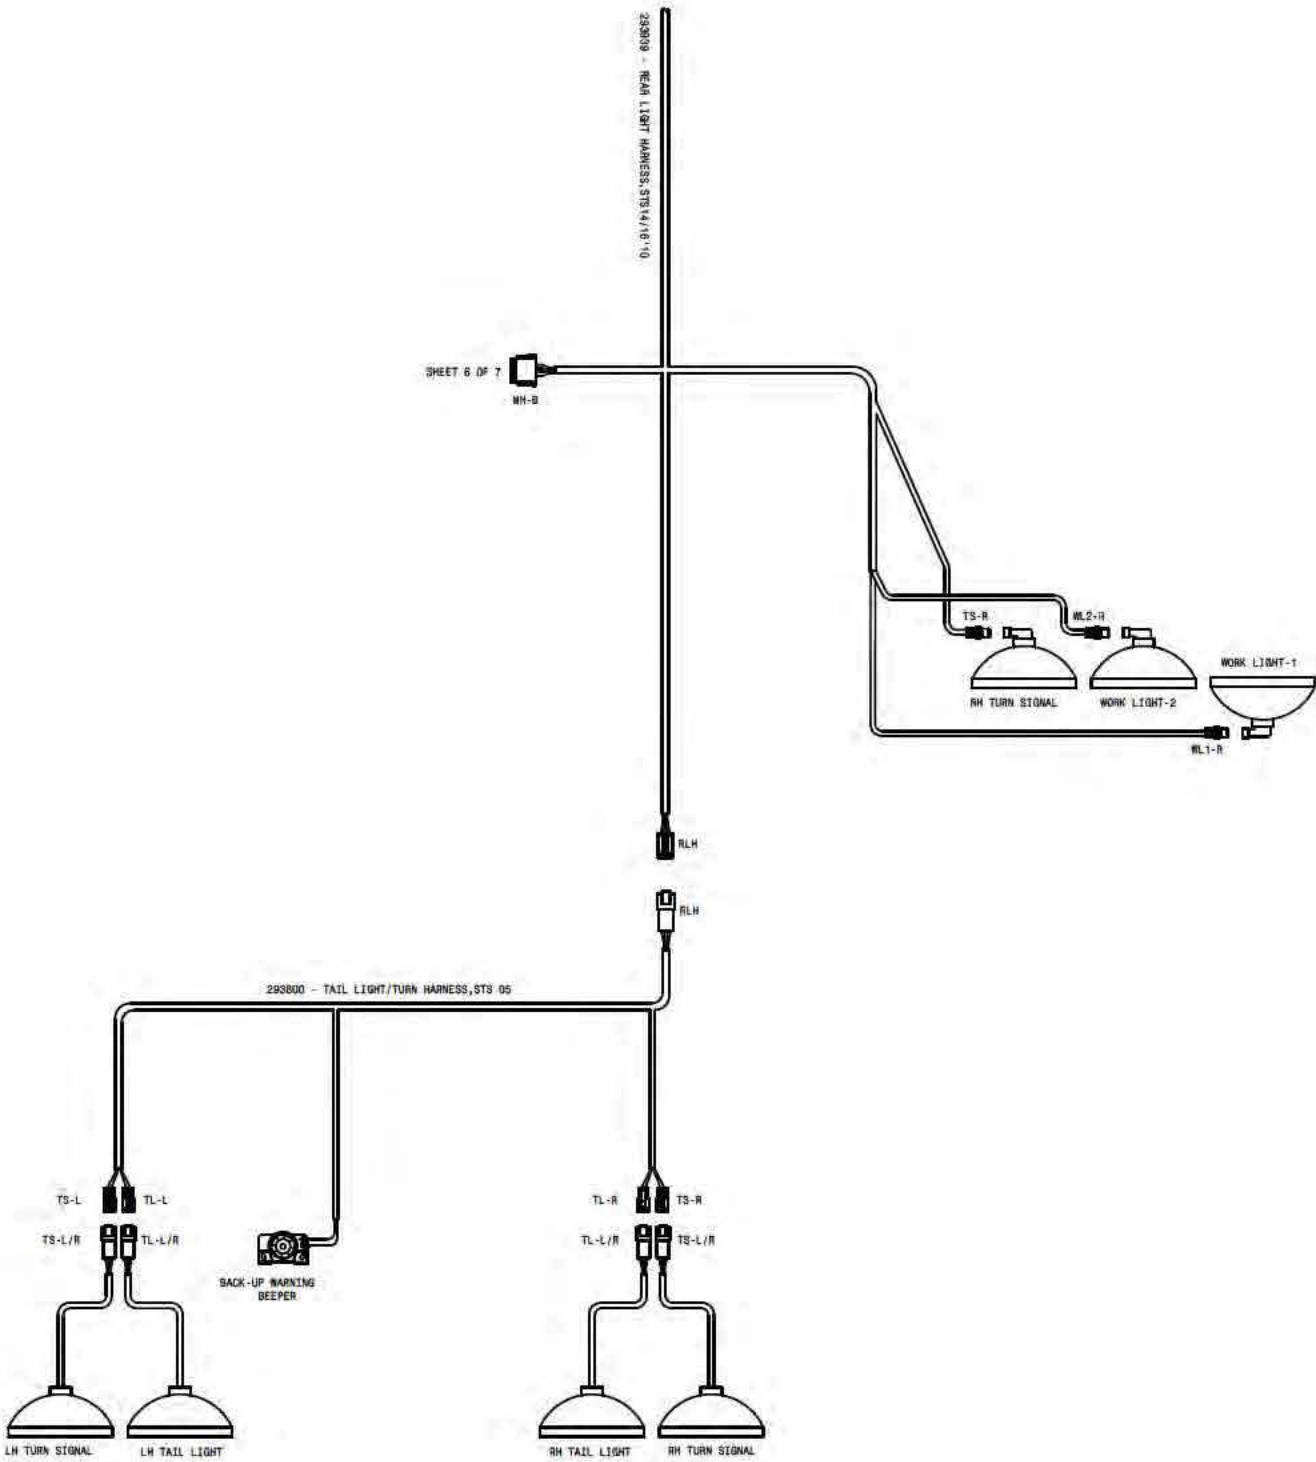 293939 - REAR LIGHT HARNESS,STS14/16'10
SHEET 6 OF 7
WH-B
TS-R
WL2-R
WORK LIGHT-1
RH TURN SIGNAL
WORK LIGHT-2
WL1-R
RLH
RLH
293800 - TAIL LIGHT/TURN HARNESS,STS 05
TS-L
TL-L
TL-R
TS-R
TS-L/R
TL-L/R
TL-L/R
TS-L/R
BACK-UP WARNING
BEEPER
LH TURN SIGNAL
LH TAIL LIGHT
RH TAIL LIGHT
RH TURN SIGNAL